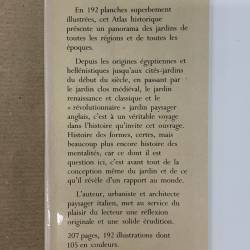 En 192 planches superbement
illustrées, cet Atlas historique
présente un panorama des jardins de
toutes les régions et de toutes les
époques.
Depuis les origines égyptiennes et
hellénistiques jusqu'aux cités-jardins
du début du siècle, en passant par
le jardin clos médiéval, le jardin
renaissance et classique et le
« révolutionnaire » jardin paysager
anglais, c'est à un véritable voyage
dans l'histoire qu'invite cet ouvrage.
Histoire des formes, certes, mais
beaucoup plus encore histoire des
mentalités, car ce dont il est
question ici, c'est avant tout de la
conception même du jardin et de ce
qu'il révèle d'un rapport au monde.
L'auteur, urbaniste et architecte
paysager italien, met au service du
plaisir du lecteur une réflexion
originale et une solide érudition.
207 pages, 192 illustrations dont
105 en couleurs.